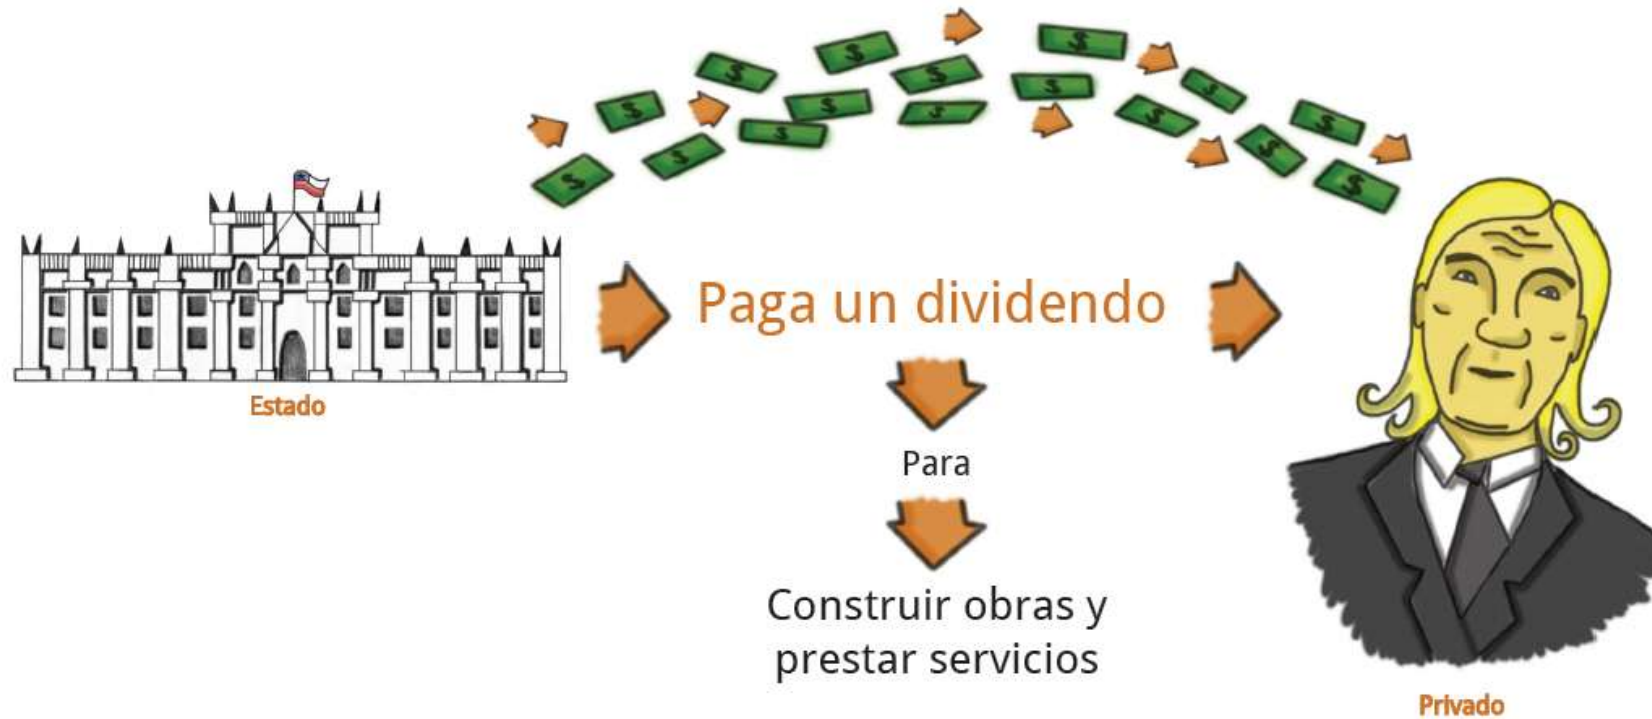 Paga un dividendo
Estado
Para
Construir obras y
prestar servicios
Privado